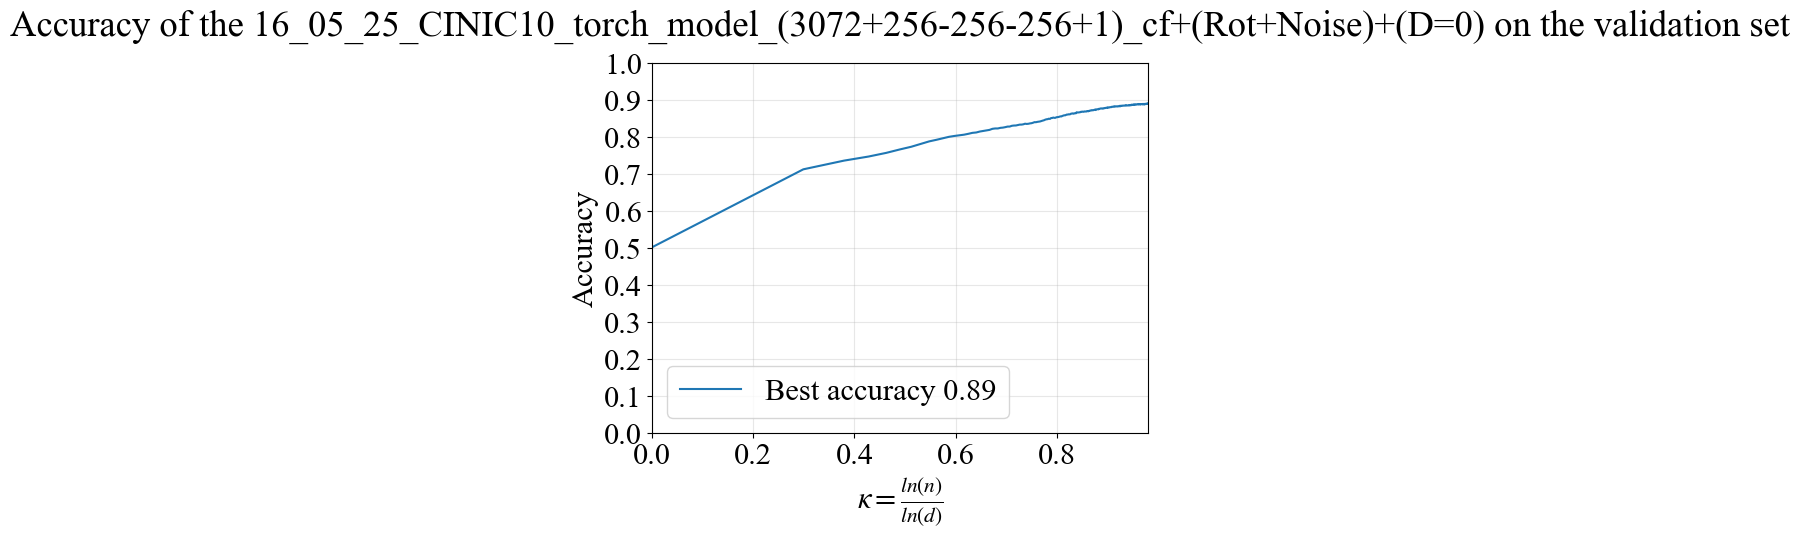 Accuracy of the 16_05_25_CINIC10_torch_model_(3072+256-256-256+1)_cf+(Rot+Noise)+(D=0) on the validation set
1.0
0.9
0.8
0.7
0.6
0.5
0.4
0.3
0.2
0.1
0.0
Accuracy
Best accuracy 0.89
0.0 0.2 0.4 0.6 0.8
κ = ln(n) / ln(d)